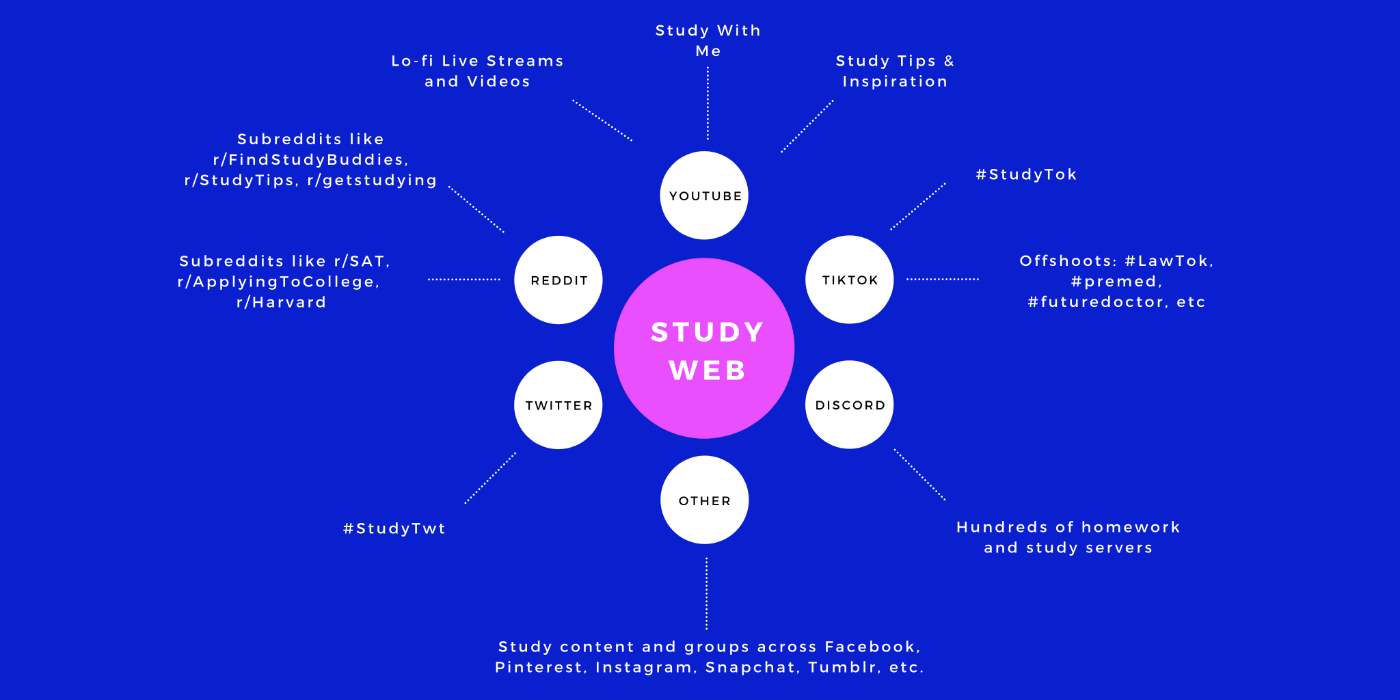 Study With
Me
Lo-fi Live Streams
and Videos
Study Tips &
Inspiration
Subreddits like
r/FindStudyBuddies,
r/StudyTips, r/getstudying
#StudyTok
YOUTUBE
Subreddits like r/SAT,
r/ApplyingToCollege,
r/Harvard
REDDIT
TIKTOK
Offshoots: #LawTok,
#premed,
#futuredoctor, etc
STUDY
WEB
TWITTER
DISCORD
OTHER
#StudyTwt
Hundreds of homework
and study servers
Study content and groups across Facebook,
Pinterest, Instagram, Snapchat, Tumblr, etc.